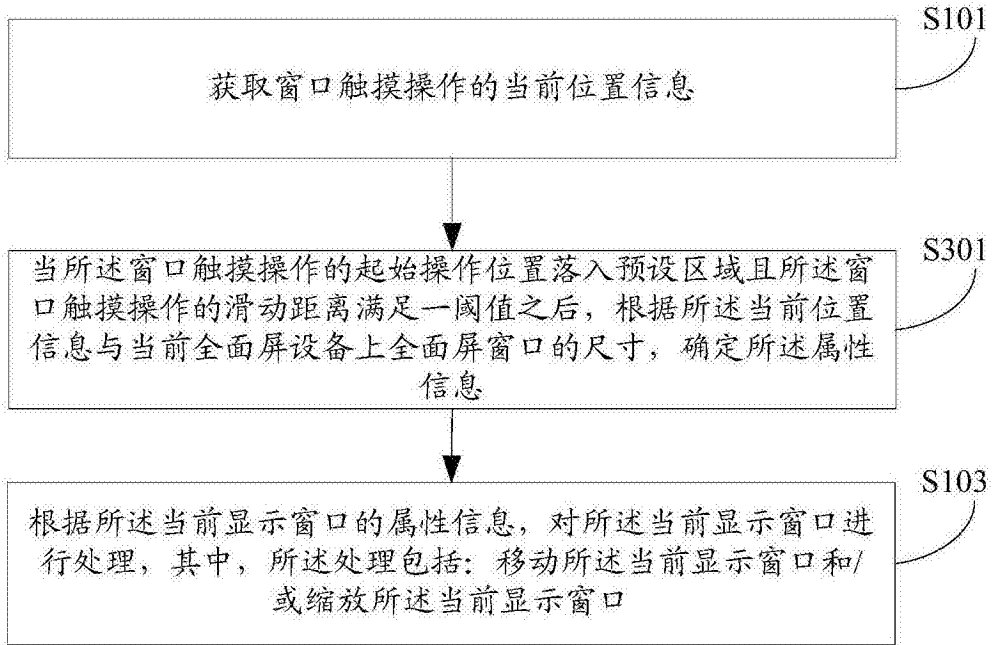 S101
获取窗口触摸操作的当前位置信息
S301
当所述窗口触摸操作的起始操作位置落入预设区域且所述窗
口触摸操作的滑动距离满足一阈值之后，根据所述当前位置
信息与当前全面屏设备上全面屏窗口的尺寸，确定所述属性
信息
S103
根据所述当前显示窗口的属性信息，对所述当前显示窗口进
行处理，其中，所述处理包括：移动所述当前显示窗口和/
或缩放所述当前显示窗口